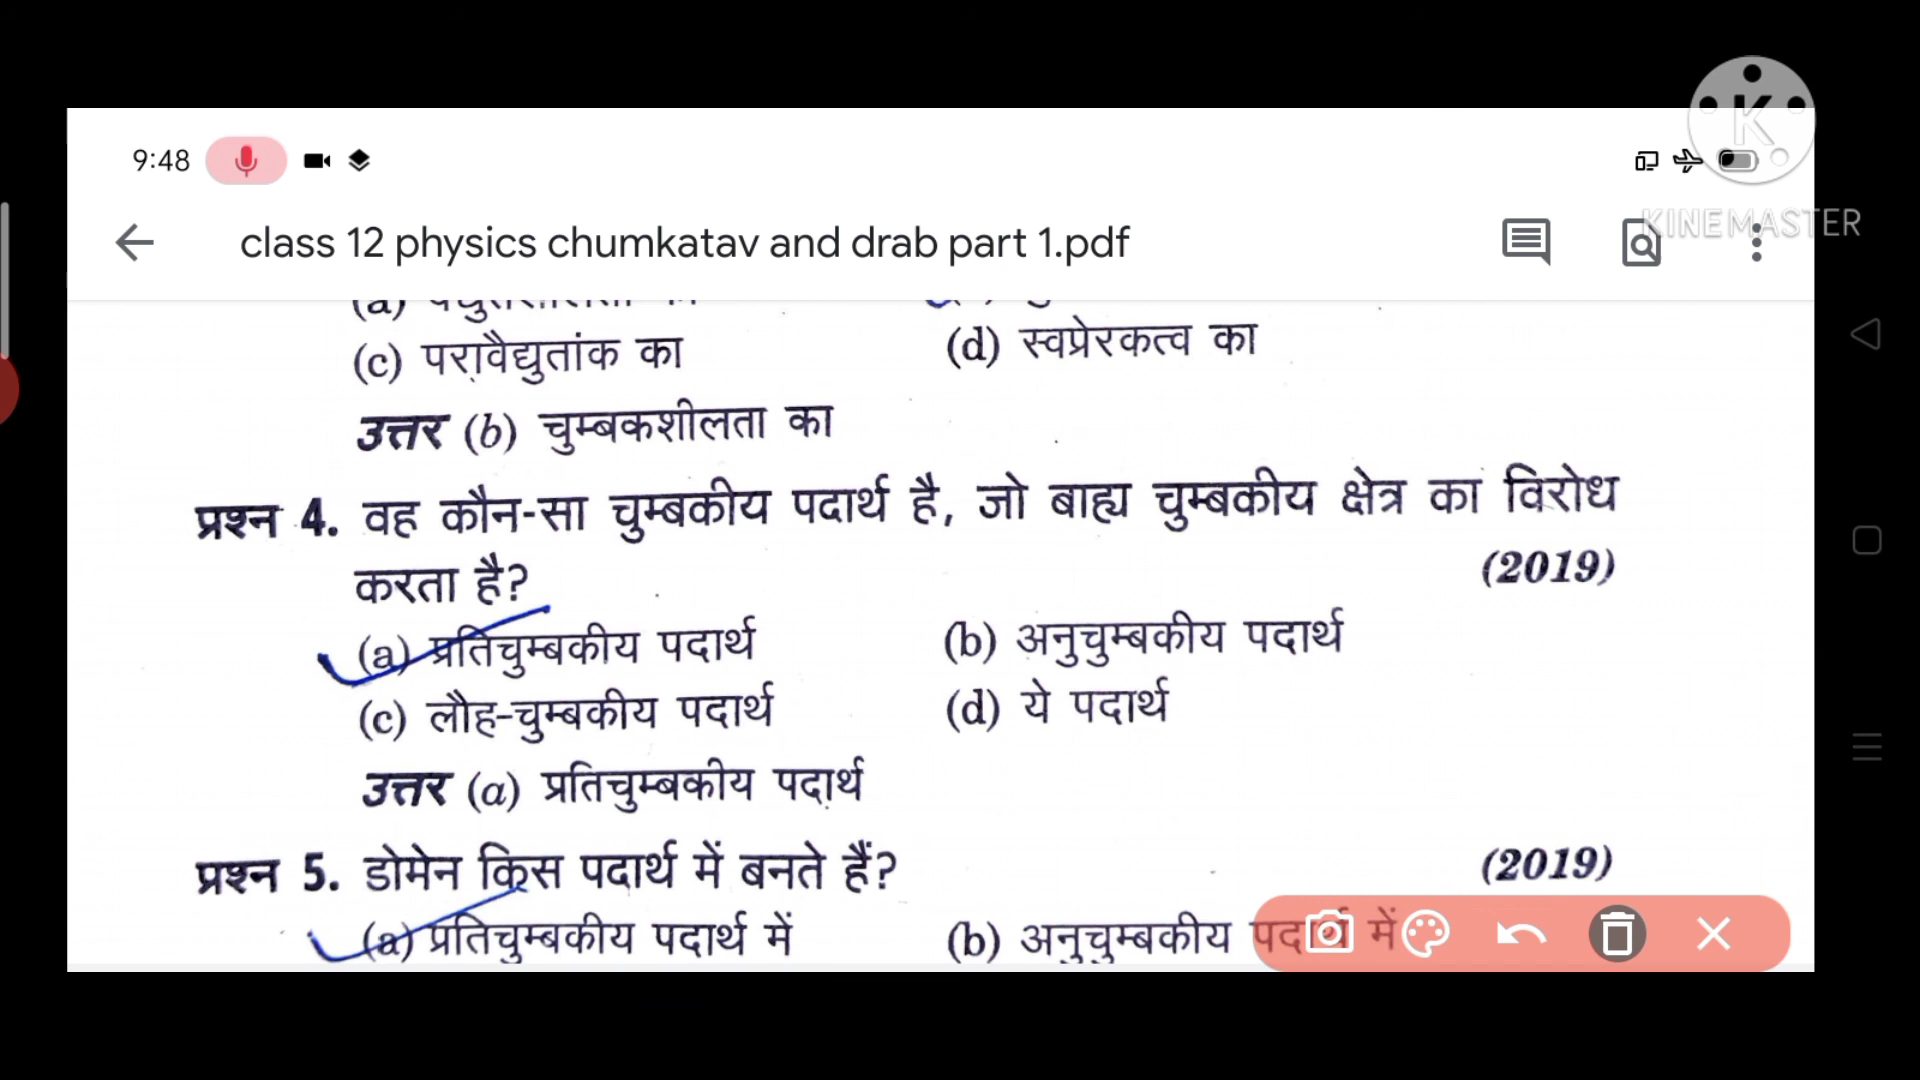 9:48
KINEMASTER
class 12 physics chumkatav and drab part 1.pdf
(c) परावैद्युतांक का (d) स्वप्रेरकत्व का
उत्तर (b) चुम्बकशीलता का
प्रश्न 4. वह कौन-सा चुम्बकीय पदार्थ है, जो बाह्य चुम्बकीय क्षेत्र का विरोध
करता है? (2019)
(a) प्रतिचुम्बकीय पदार्थ (b) अनुचुम्बकीय पदार्थ
(c) लौह-चुम्बकीय पदार्थ (d) ये पदार्थ
उत्तर (a) प्रतिचुम्बकीय पदार्थ
प्रश्न 5. डोमेन किस पदार्थ में बनते हैं? (2019)
(a) प्रतिचुम्बकीय पदार्थ में (b) अनुचुम्बकीय पदार्थ में